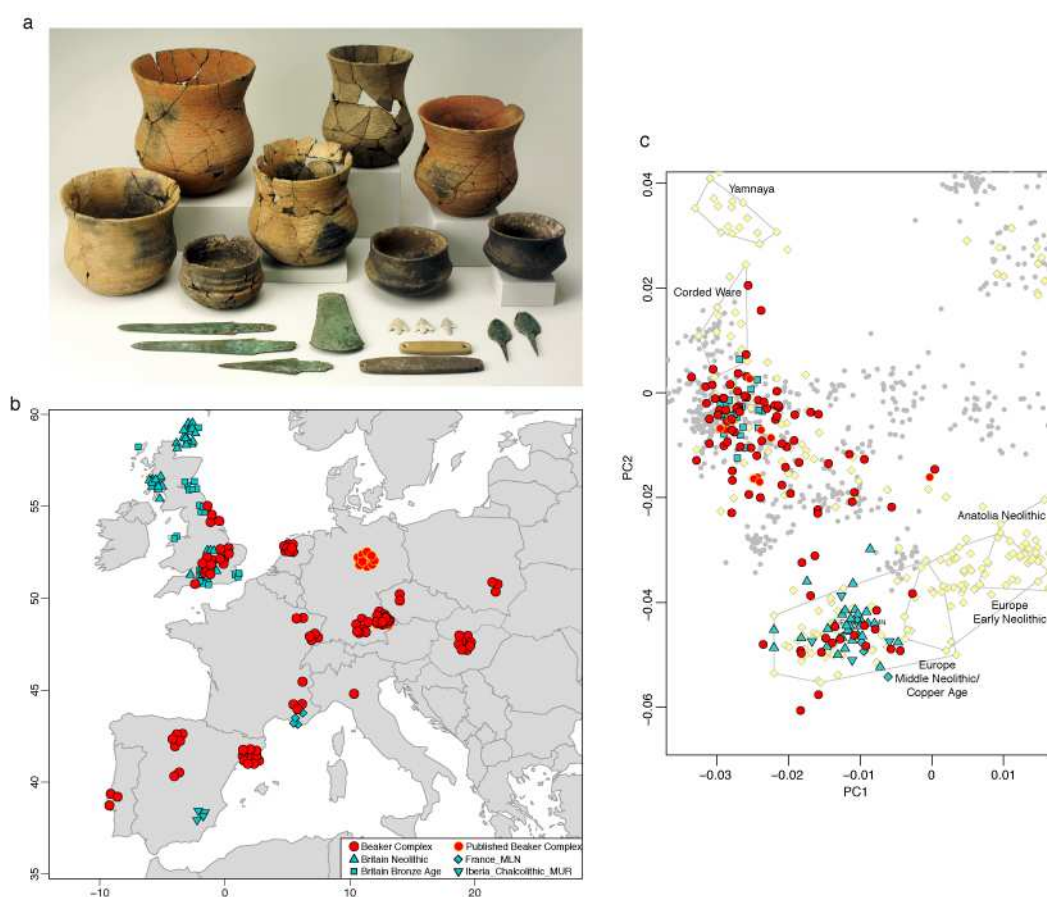 a
b
60
55
50
45
40
35
−10
0
10
20
Beaker Complex
Published Beaker Complex
Britain Neolithic
France_MLN
Britain Bronze Age
Iberia_Chalcolithic_MUR
c
0.04
0.02
0
−0.02
−0.04
−0.06
PC2
Yamnaya
Corded Ware
Anatolia Neolithic
Europe
Early Neolithic
Europe
Middle Neolithic/
Copper Age
−0.03
−0.02
−0.01
0
0.01
PC1